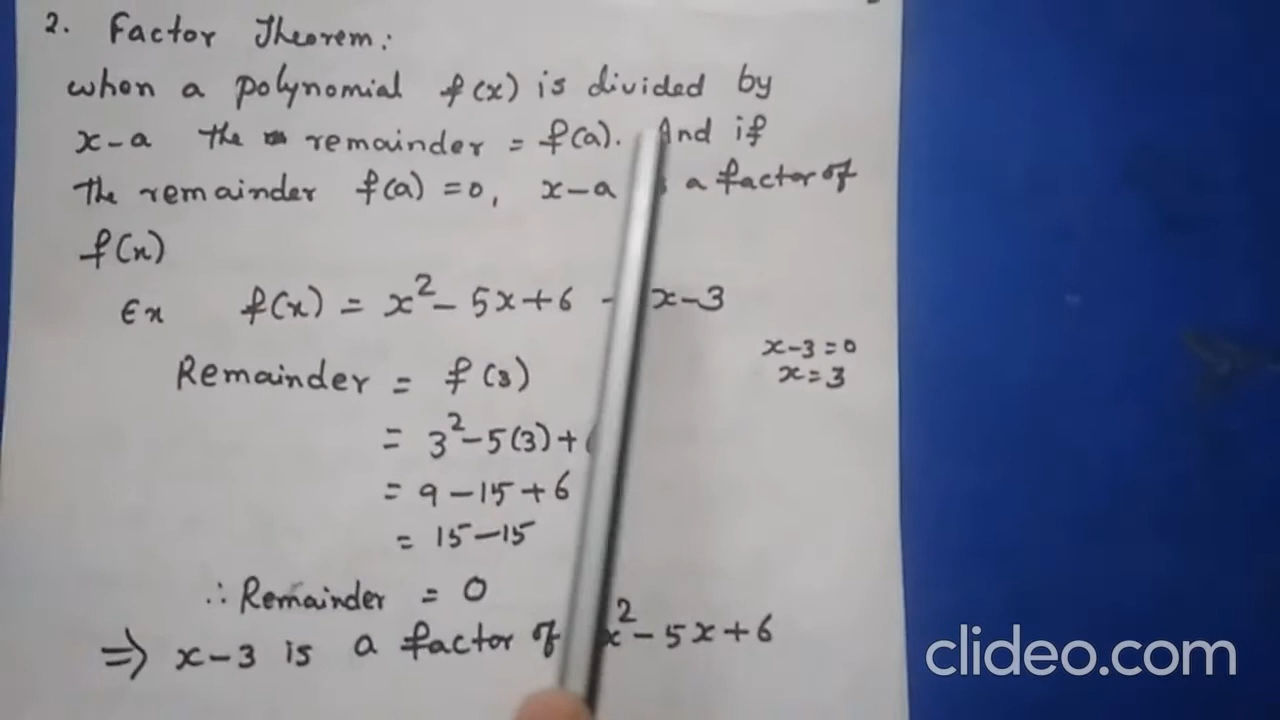 2. Factor Theorem:
when a polynomial f(x) is divided by
x-a the remainder = f(a). And if
the remainder f(a) = 0, x-a a factor of
f(x)
Ex f(x) = x² - 5x + 6 x-3
x-3 = 0
x = 3
Remainder = f(3)
= 3² - 5(3) +
= 9 - 15 + 6
= 15 - 15
∴ Remainder = 0
⇒ x-3 is a factor of x² - 5x + 6
clideo.com